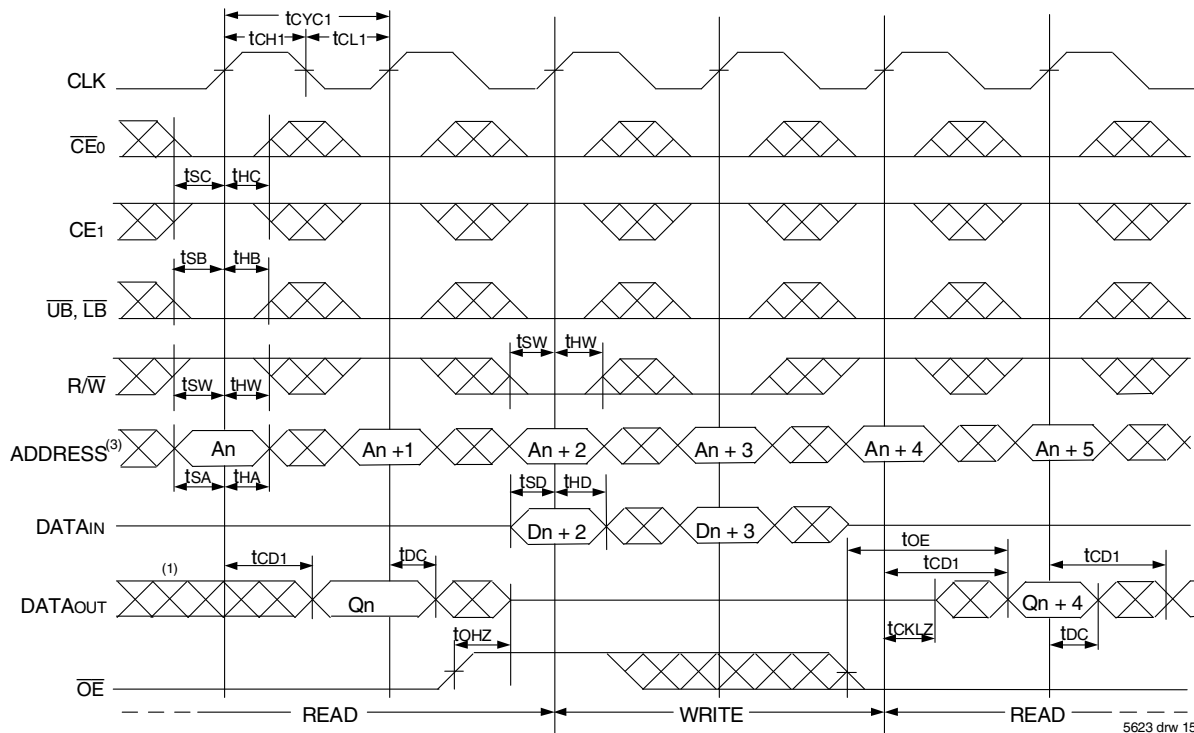 tCYC1
tCH1 tCL1
CLK
CE0
tSC tHC
CE1
tSB tHB
UB, LB
tSW tHW
R/W
tSW tHW
ADDRESS(3) An An +1 An + 2 An + 3 An + 4 An + 5
tSA tHA tSD tHD
DATAIN Dn + 2 Dn + 3
tOE
tCD1 tDC tCD1 tCD1
(1)
DATAOUT Qn Qn + 4
tOHZ tCKLZ tDC
OE
READ WRITE READ
5623 drw 15